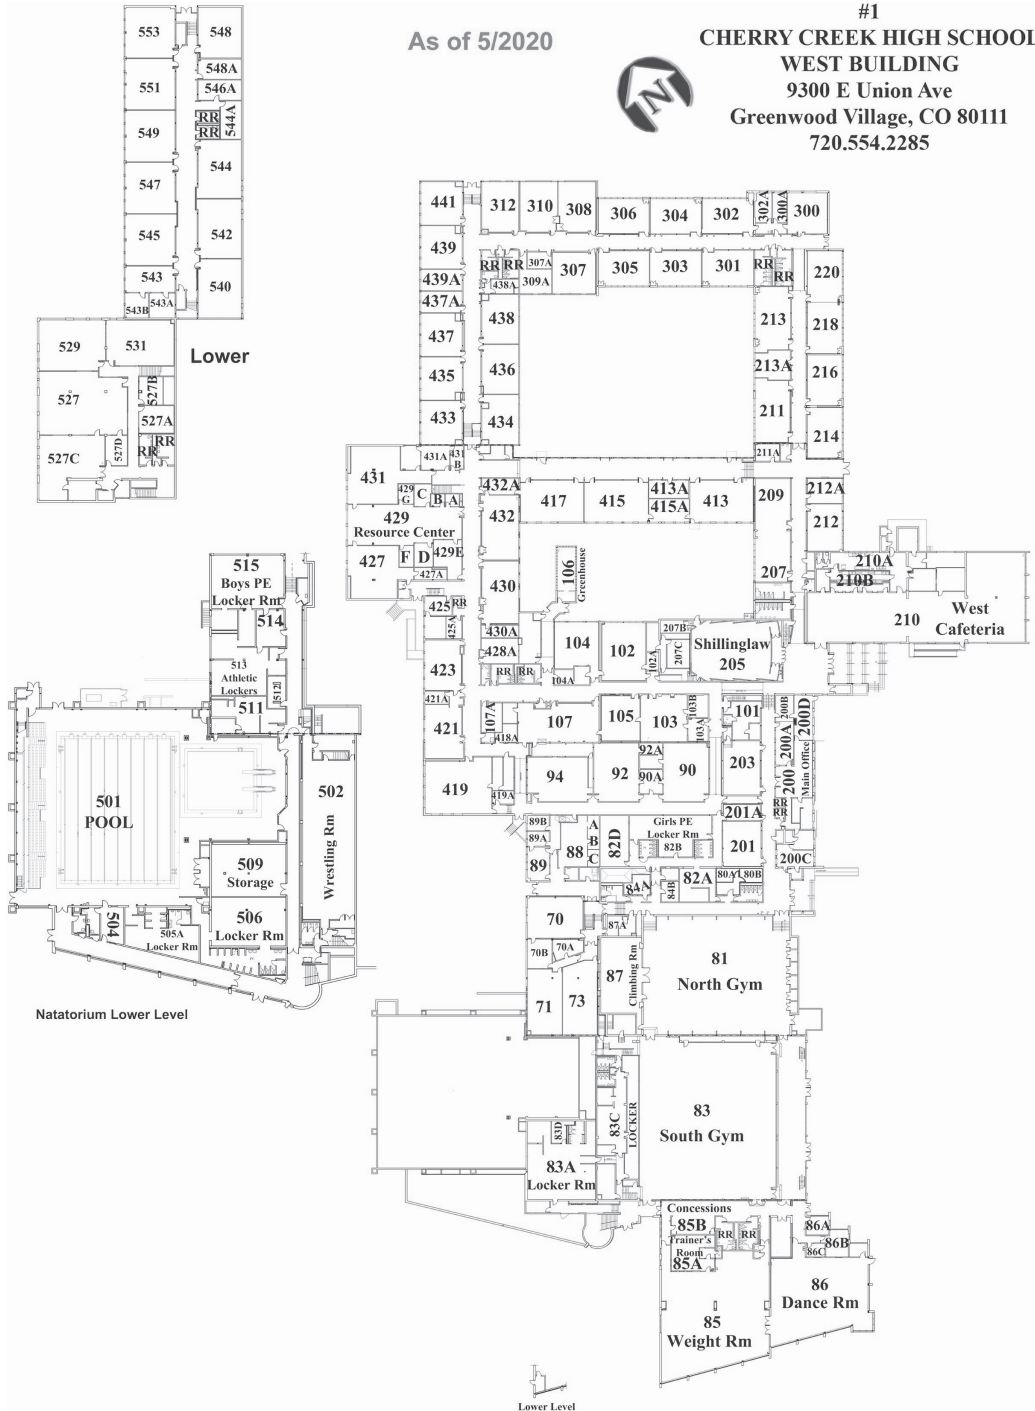 As of 5/2020
#1
CHERRY CREEK HIGH SCHOOL
WEST BUILDING
9300 E Union Ave
Greenwood Village, CO 80111
720.554.2285
N
553
548
548A
551
546A
544A
RR
RR
549
544
547
545
542
543
540
543A
543B
529
531
Lower
527B
527
527A
527D
RR
RR
527C
441
312
310
308
306
304
302
302A
300A
300
439
RR
RR
307A
307
305
303
301
RR
RR
220
439A
438A
309A
437A
438
213
218
437
436
213A
216
435
433
434
211
214
431A
431B
211A
431
429G
C
B
A
432A
417
415
413A
415A
413
209
212A
212
432
429
Resource Center
F
D
429E
427
427A
430
106
Greenhouse
207
210A
210B
210
West
Cafeteria
425
RR
425A
430A
428A
423
RR
RR
104
104A
102
102A
207B
207C
Shillinglaw
205
421A
421
107A
418A
107
105
103
103B
103A
101
200B
200A
200D
200
Main Office
419
419A
94
92
92A
90A
90
203
201A
RR
RR
89B
89A
89
88
A
B
C
82D
Girls PE
Locker Rm
82B
201
200C
84A
84B
82A
80A
80B
515
Boys PE
Locker Rm
514
513
Athletic
Lockers
512
511
501
POOL
502
Wrestling Rm
509
Storage
506
Locker Rm
504
505A
Locker Rm
Natatorium Lower Level
70
87A
70B
70A
87
Climbing Rm
81
North Gym
71
73
83
South Gym
83C
LOCKER
83D
83A
Locker Rm
Concessions
85B
RR
RR
Trainer's
Room
85A
86A
86B
86C
86
Dance Rm
85
Weight Rm
Lower Level